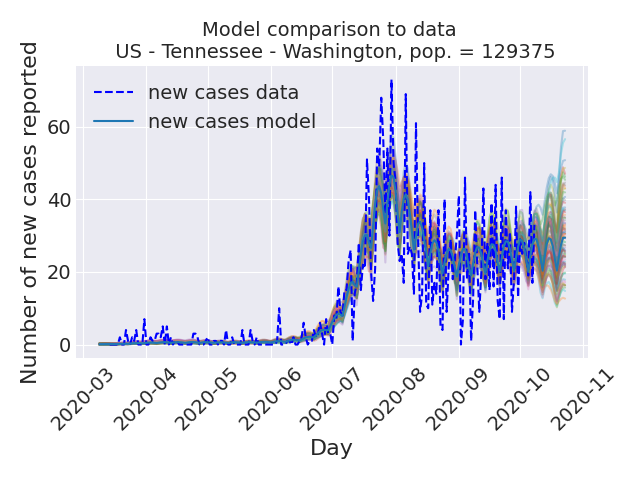 Model comparison to data
US - Tennessee - Washington, pop. = 129375
Number of new cases reported
new cases data
new cases model
60
40
20
0
2020-03
2020-04
2020-05
2020-06
2020-07
2020-08
2020-09
2020-10
2020-11
Day